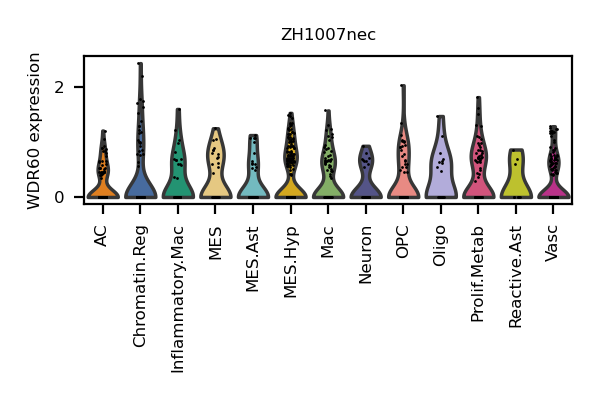 ZH1007nec
WDR60 expression
2
0
AC
Chromatin.Reg
Inflammatory.Mac
MES
MES.Ast
MES.Hyp
Mac
Neuron
OPC
Oligo
Prolif.Metab
Reactive.Ast
Vasc